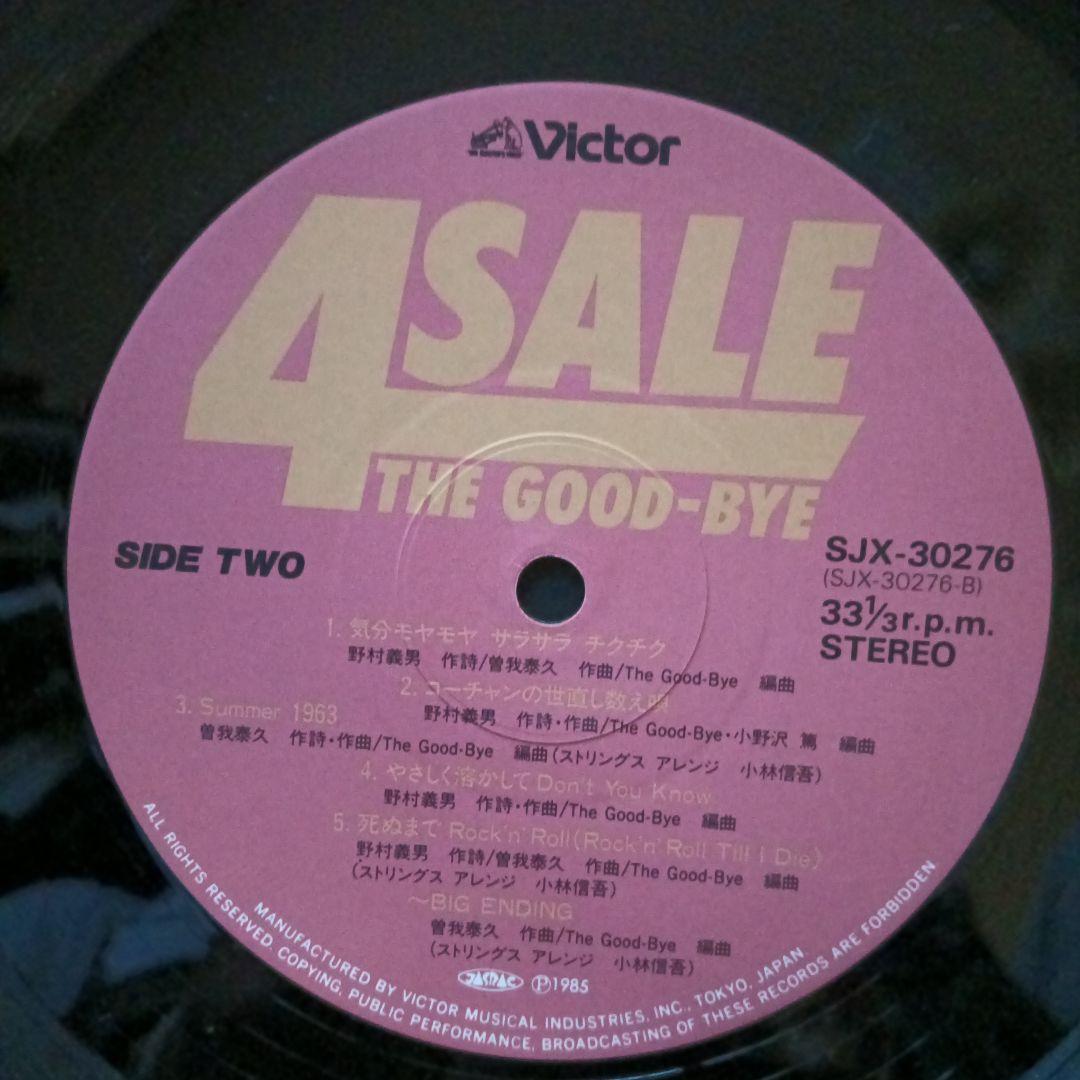 Victor
4 SALE
THE GOOD-BYE
SIDE TWO
SJX-30276
(SJX-30276-B)
33⅓r.p.m.
STEREO
1. 気分モヤモヤ サラサラ チクチク
野村義男 作詩/曽我泰久 作曲/The Good-Bye 編曲
2. コーチャンの世直し数え唄
野村義男 作詩・作曲/The Good-Bye・小野沢 篤 編曲
3. Summer 1963
曽我泰久 作詩・作曲/The Good-Bye 編曲(ストリングス アレンジ 小林信吾)
4. やさしく溶かして Don't You Know
野村義男 作詩・作曲/The Good-Bye 編曲
5. 死ぬまで Rock'n' Roll (Rock'n' Roll Till I Die)
野村義男 作詩/曽我泰久 作曲/The Good-Bye 編曲
(ストリングス アレンジ 小林信吾)
〜BIG ENDING
曽我泰久 作曲/The Good-Bye 編曲
(ストリングス アレンジ 小林信吾)
JASRAC Ⓟ1985
MANUFACTURED BY VICTOR MUSICAL INDUSTRIES, INC., TOKYO, JAPAN
ALL RIGHTS RESERVED. COPYING, PUBLIC PERFORMANCE, BROADCASTING OF THESE RECORDS ARE FORBIDDEN